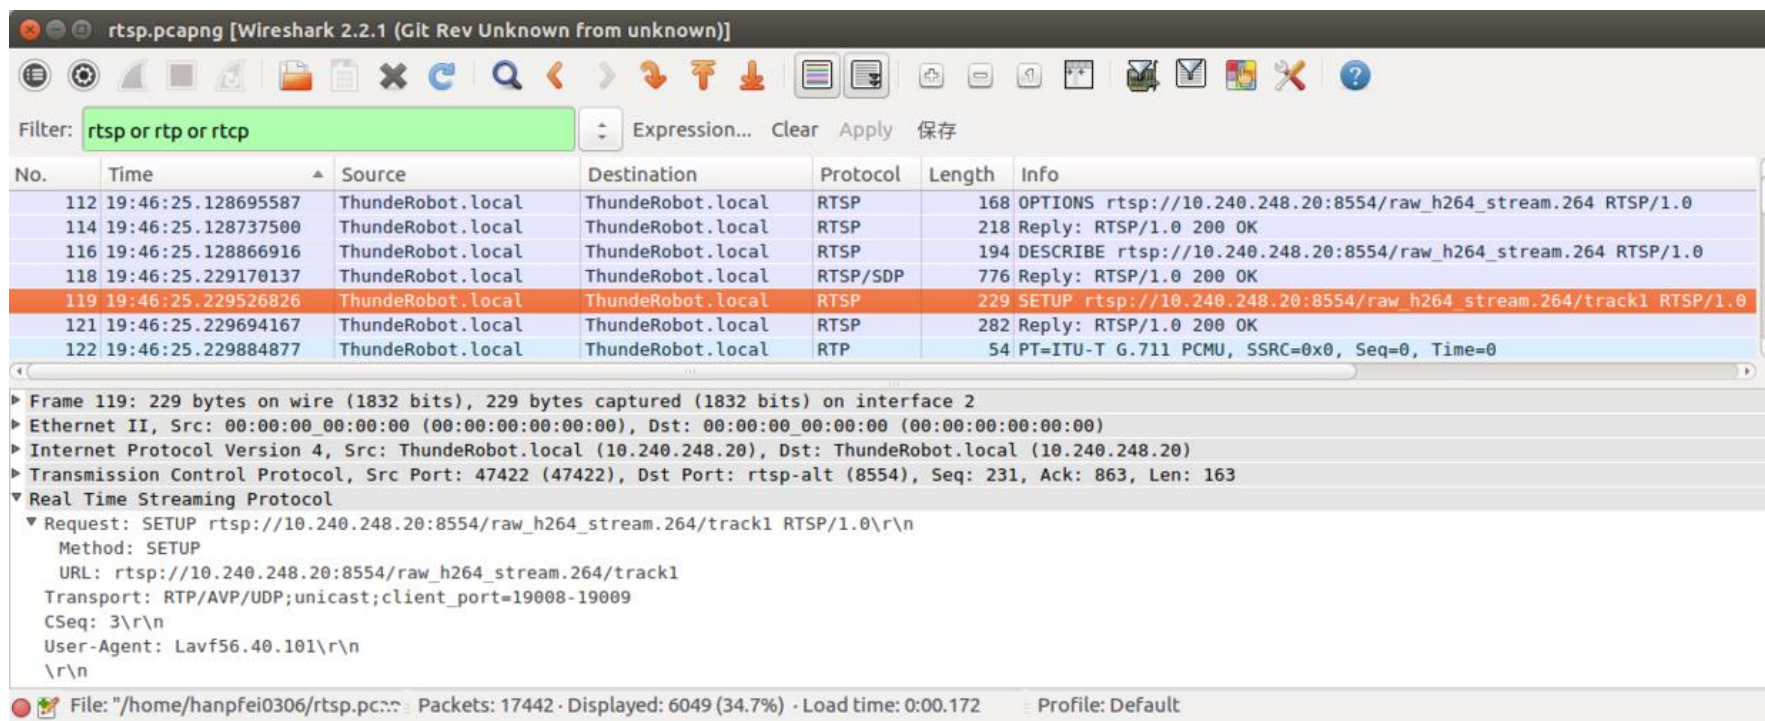 rtsp.pcapng [Wireshark 2.2.1 (Git Rev Unknown from unknown)]
Filter: rtsp or rtp or rtcp Expression... Clear Apply 保存
No. Time Source Destination Protocol Length Info
112 19:46:25.128695587 ThundeRobot.local ThundeRobot.local RTSP 168 OPTIONS rtsp://10.240.248.20:8554/raw_h264_stream.264 RTSP/1.0
114 19:46:25.128737500 ThundeRobot.local ThundeRobot.local RTSP 218 Reply: RTSP/1.0 200 OK
116 19:46:25.128866916 ThundeRobot.local ThundeRobot.local RTSP 194 DESCRIBE rtsp://10.240.248.20:8554/raw_h264_stream.264 RTSP/1.0
118 19:46:25.229170137 ThundeRobot.local ThundeRobot.local RTSP/SDP 776 Reply: RTSP/1.0 200 OK
119 19:46:25.229526826 ThundeRobot.local ThundeRobot.local RTSP 229 SETUP rtsp://10.240.248.20:8554/raw_h264_stream.264/track1 RTSP/1.0
121 19:46:25.229694167 ThundeRobot.local ThundeRobot.local RTSP 282 Reply: RTSP/1.0 200 OK
122 19:46:25.229884877 ThundeRobot.local ThundeRobot.local RTP 54 PT=ITU-T G.711 PCMU, SSRC=0x0, Seq=0, Time=0
Frame 119: 229 bytes on wire (1832 bits), 229 bytes captured (1832 bits) on interface 2
Ethernet II, Src: 00:00:00_00:00:00 (00:00:00:00:00:00), Dst: 00:00:00_00:00:00 (00:00:00:00:00:00)
Internet Protocol Version 4, Src: ThundeRobot.local (10.240.248.20), Dst: ThundeRobot.local (10.240.248.20)
Transmission Control Protocol, Src Port: 47422 (47422), Dst Port: rtsp-alt (8554), Seq: 231, Ack: 863, Len: 163
Real Time Streaming Protocol
Request: SETUP rtsp://10.240.248.20:8554/raw_h264_stream.264/track1 RTSP/1.0\r\n
Method: SETUP
URL: rtsp://10.240.248.20:8554/raw_h264_stream.264/track1
Transport: RTP/AVP/UDP;unicast;client_port=19008-19009
CSeq: 3\r\n
User-Agent: Lavf56.40.101\r\n
\r\n
File: "/home/hanpfei0306/rtsp.pc Packets: 17442 · Displayed: 6049 (34.7%) · Load time: 0:00.172 Profile: Default